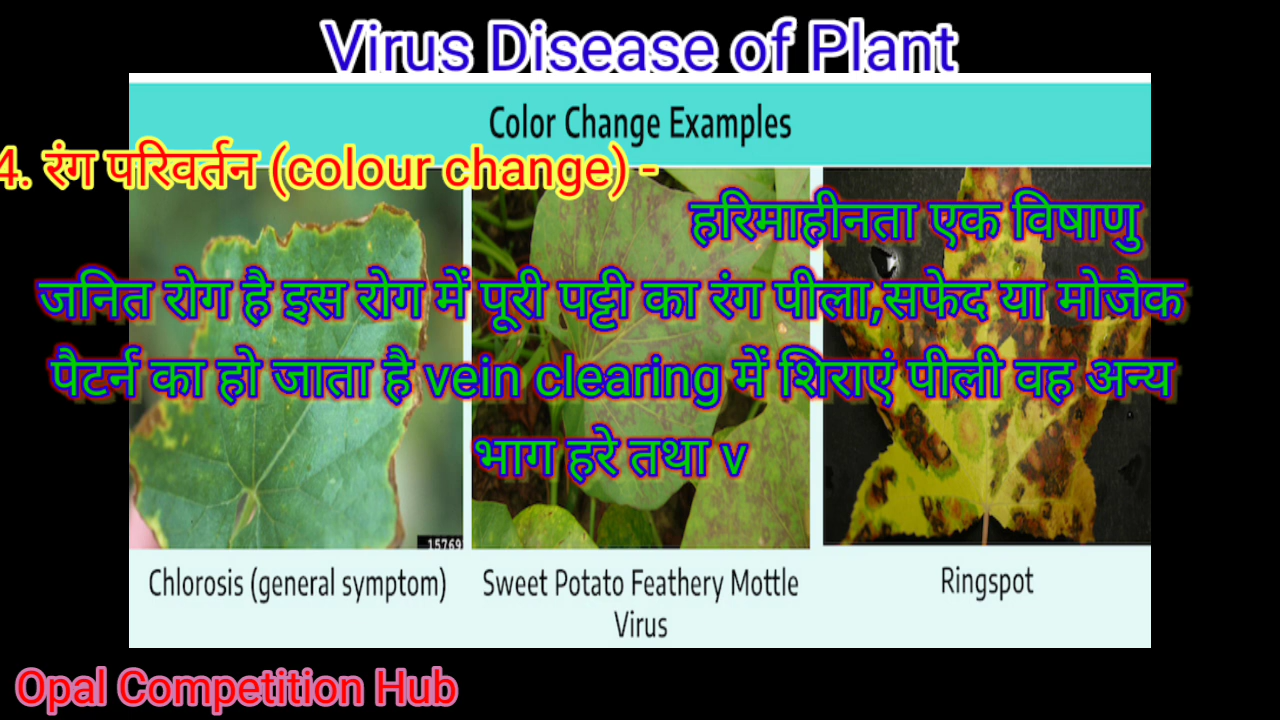 Virus Disease of Plant
Color Change Examples
4. रंग परिवर्तन (colour change) -
हरिमाहीनता एक विषाणु
जनित रोग है इस रोग में पूरी पट्टी का रंग पीला,सफेद या मोजैक
पैटर्न का हो जाता है vein clearing में शिराएं पीली वह अन्य
भाग हरे तथा v
15769
Chlorosis (general symptom)
Sweet Potato Feathery Mottle
Virus
Ringspot
Opal Competition Hub